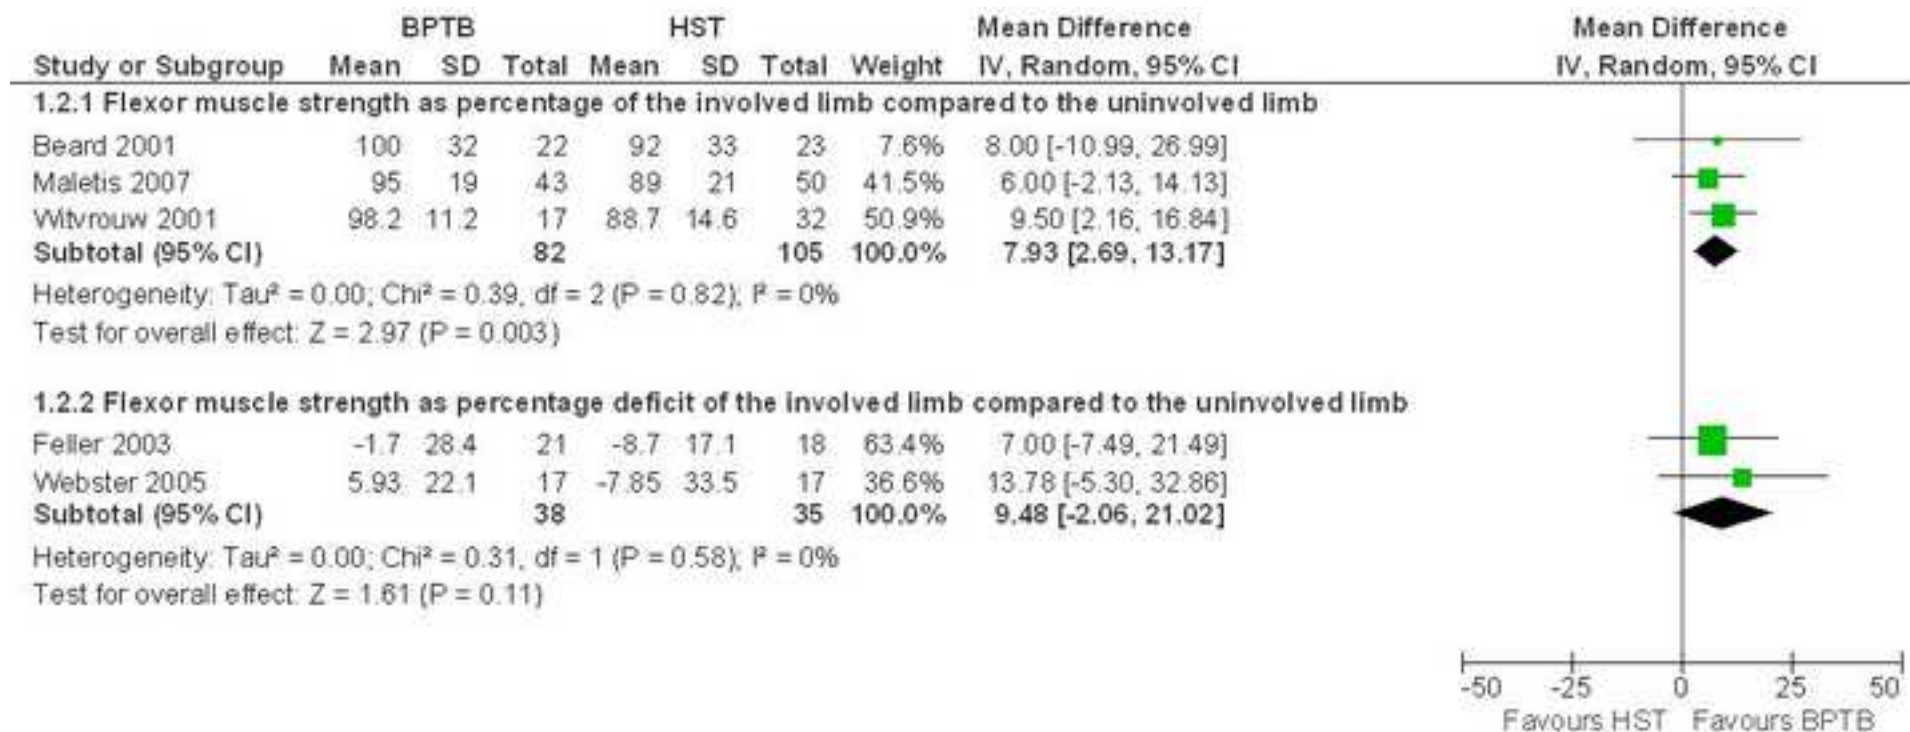 BPTB HST Mean Difference Mean Difference
Study or Subgroup Mean SD Total Mean SD Total Weight IV, Random, 95% CI IV, Random, 95% CI
1.2.1 Flexor muscle strength as percentage of the involved limb compared to the uninvolved limb
Beard 2001 100 32 22 92 33 23 7.6% 8.00 [-10.99, 26.99]
Maletis 2007 95 19 43 89 21 50 41.5% 6.00 [-2.13, 14.13]
Witvrouw 2001 98.2 11.2 17 88.7 14.6 32 50.9% 9.50 [2.16, 16.84]
Subtotal (95% CI) 82 105 100.0% 7.93 [2.69, 13.17]
Heterogeneity: Tau² = 0.00; Chi² = 0.39, df = 2 (P = 0.82); I² = 0%
Test for overall effect: Z = 2.97 (P = 0.003)
1.2.2 Flexor muscle strength as percentage deficit of the involved limb compared to the uninvolved limb
Feller 2003 -1.7 28.4 21 -8.7 17.1 18 63.4% 7.00 [-7.49, 21.49]
Webster 2005 5.93 22.1 17 -7.85 33.5 17 36.6% 13.78 [-5.30, 32.86]
Subtotal (95% CI) 38 35 100.0% 9.48 [-2.06, 21.02]
Heterogeneity: Tau² = 0.00; Chi² = 0.31, df = 1 (P = 0.58); I² = 0%
Test for overall effect: Z = 1.61 (P = 0.11)
-50 -25 0 25 50
Favours HST Favours BPTB